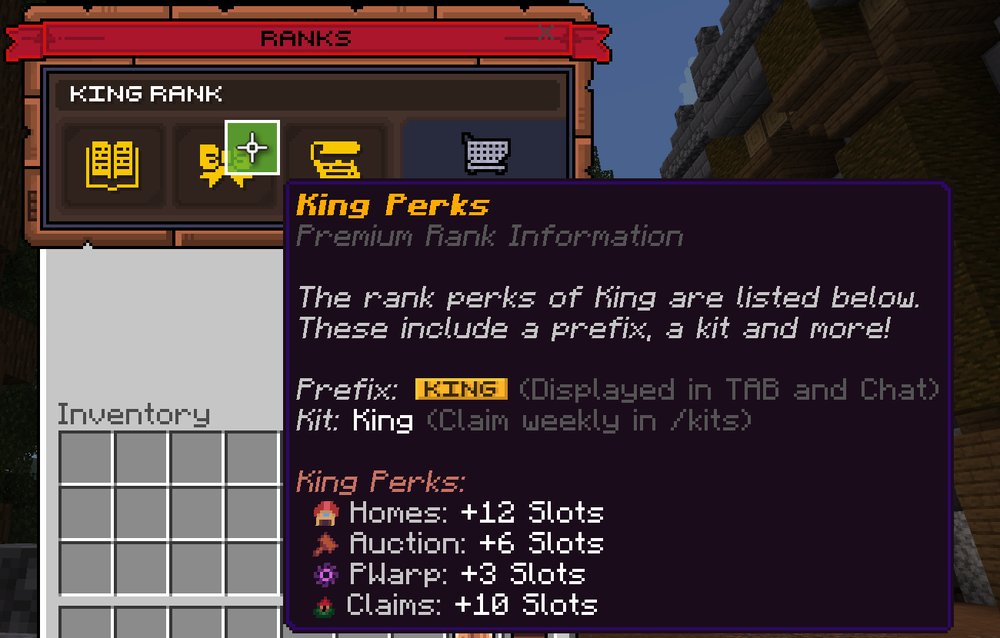 RANKS
KING RANK
King Perks
Premium Rank Information
The rank perks of King are listed below.
These include a prefix, a kit and more!
Prefix: KING (Displayed in TAB and Chat)
Kit: King (Claim weekly in /kits)
King Perks:
Homes: +12 Slots
Auction: +6 Slots
PWarp: +3 Slots
Claims: +10 Slots
Inventory